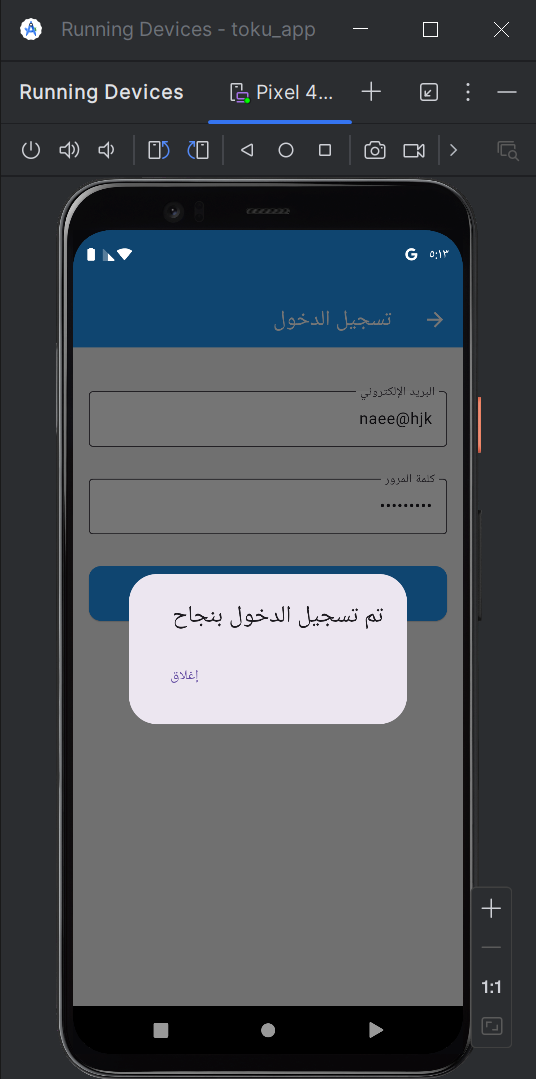 Running Devices - toku_app
Running Devices
Pixel 4...
٥:١٣
تسجيل الدخول
البريد الإلكتروني
naee@hjk
كلمة المرور
•••••••••
تم تسجيل الدخول بنجاح
إغلاق
1:1